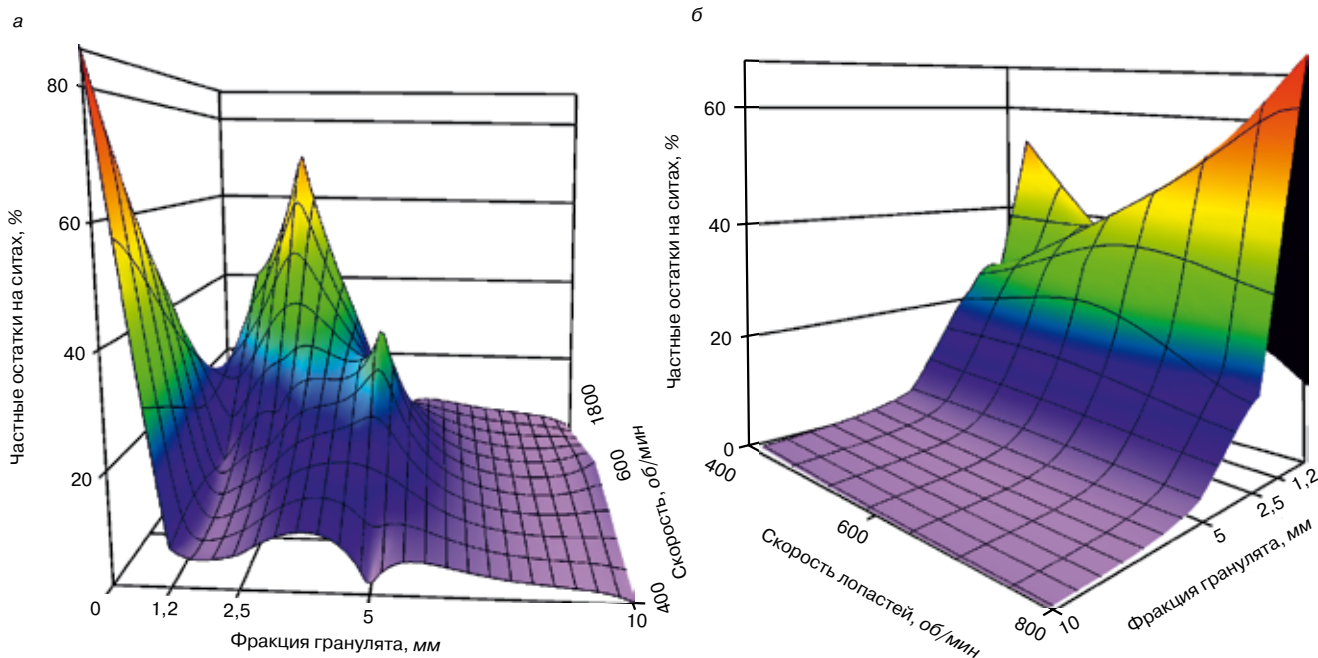 а
80
60
40
20
0
1,2
2,5
5
10
Частные остатки на ситах, %
Фракция гранулята, мм
400
600
1800
Скорость, об/мин
б
60
40
20
0
400
600
800
10
5
2,5
1,2
Частные остатки на ситах, %
Скорость лопастей, об/мин
Фракция гранулята, мм